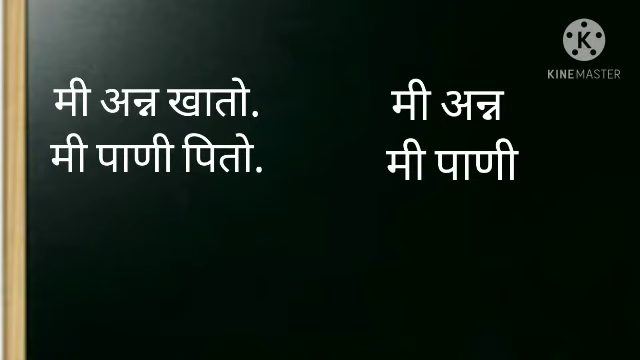 मी अन्न खातो.
मी पाणी पितो.
मी अन्न
मी पाणी
KINEMASTER